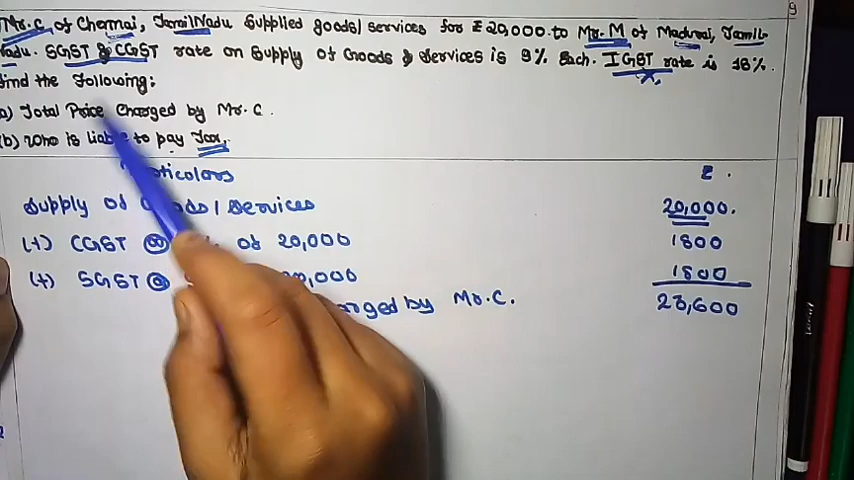 Mr. C of Chennai, TamilNadu Supplied goods/services for ₹20,000 to Mr. M of Madurai, Tamil-
Nadu. SGST & CGST rate on Supply of Goods & Services is 9% Each. IGST rate is 18%.
Find the Following:
a) Total Price Charged by Mr. C.
(b) Who is liable to pay Tax.
₹.
Supply of Goods / Services 20,000.
(+) CGST @ of 20,000 1800
(+) SGST @ 20,000 1800
Charged by Mr. C. 23,600
9